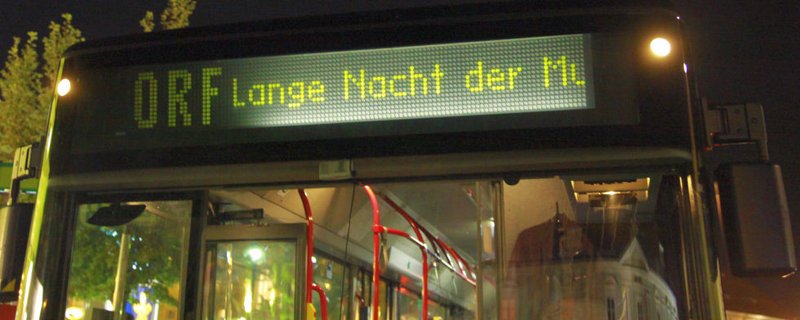 ORF Lange Nacht der Mu